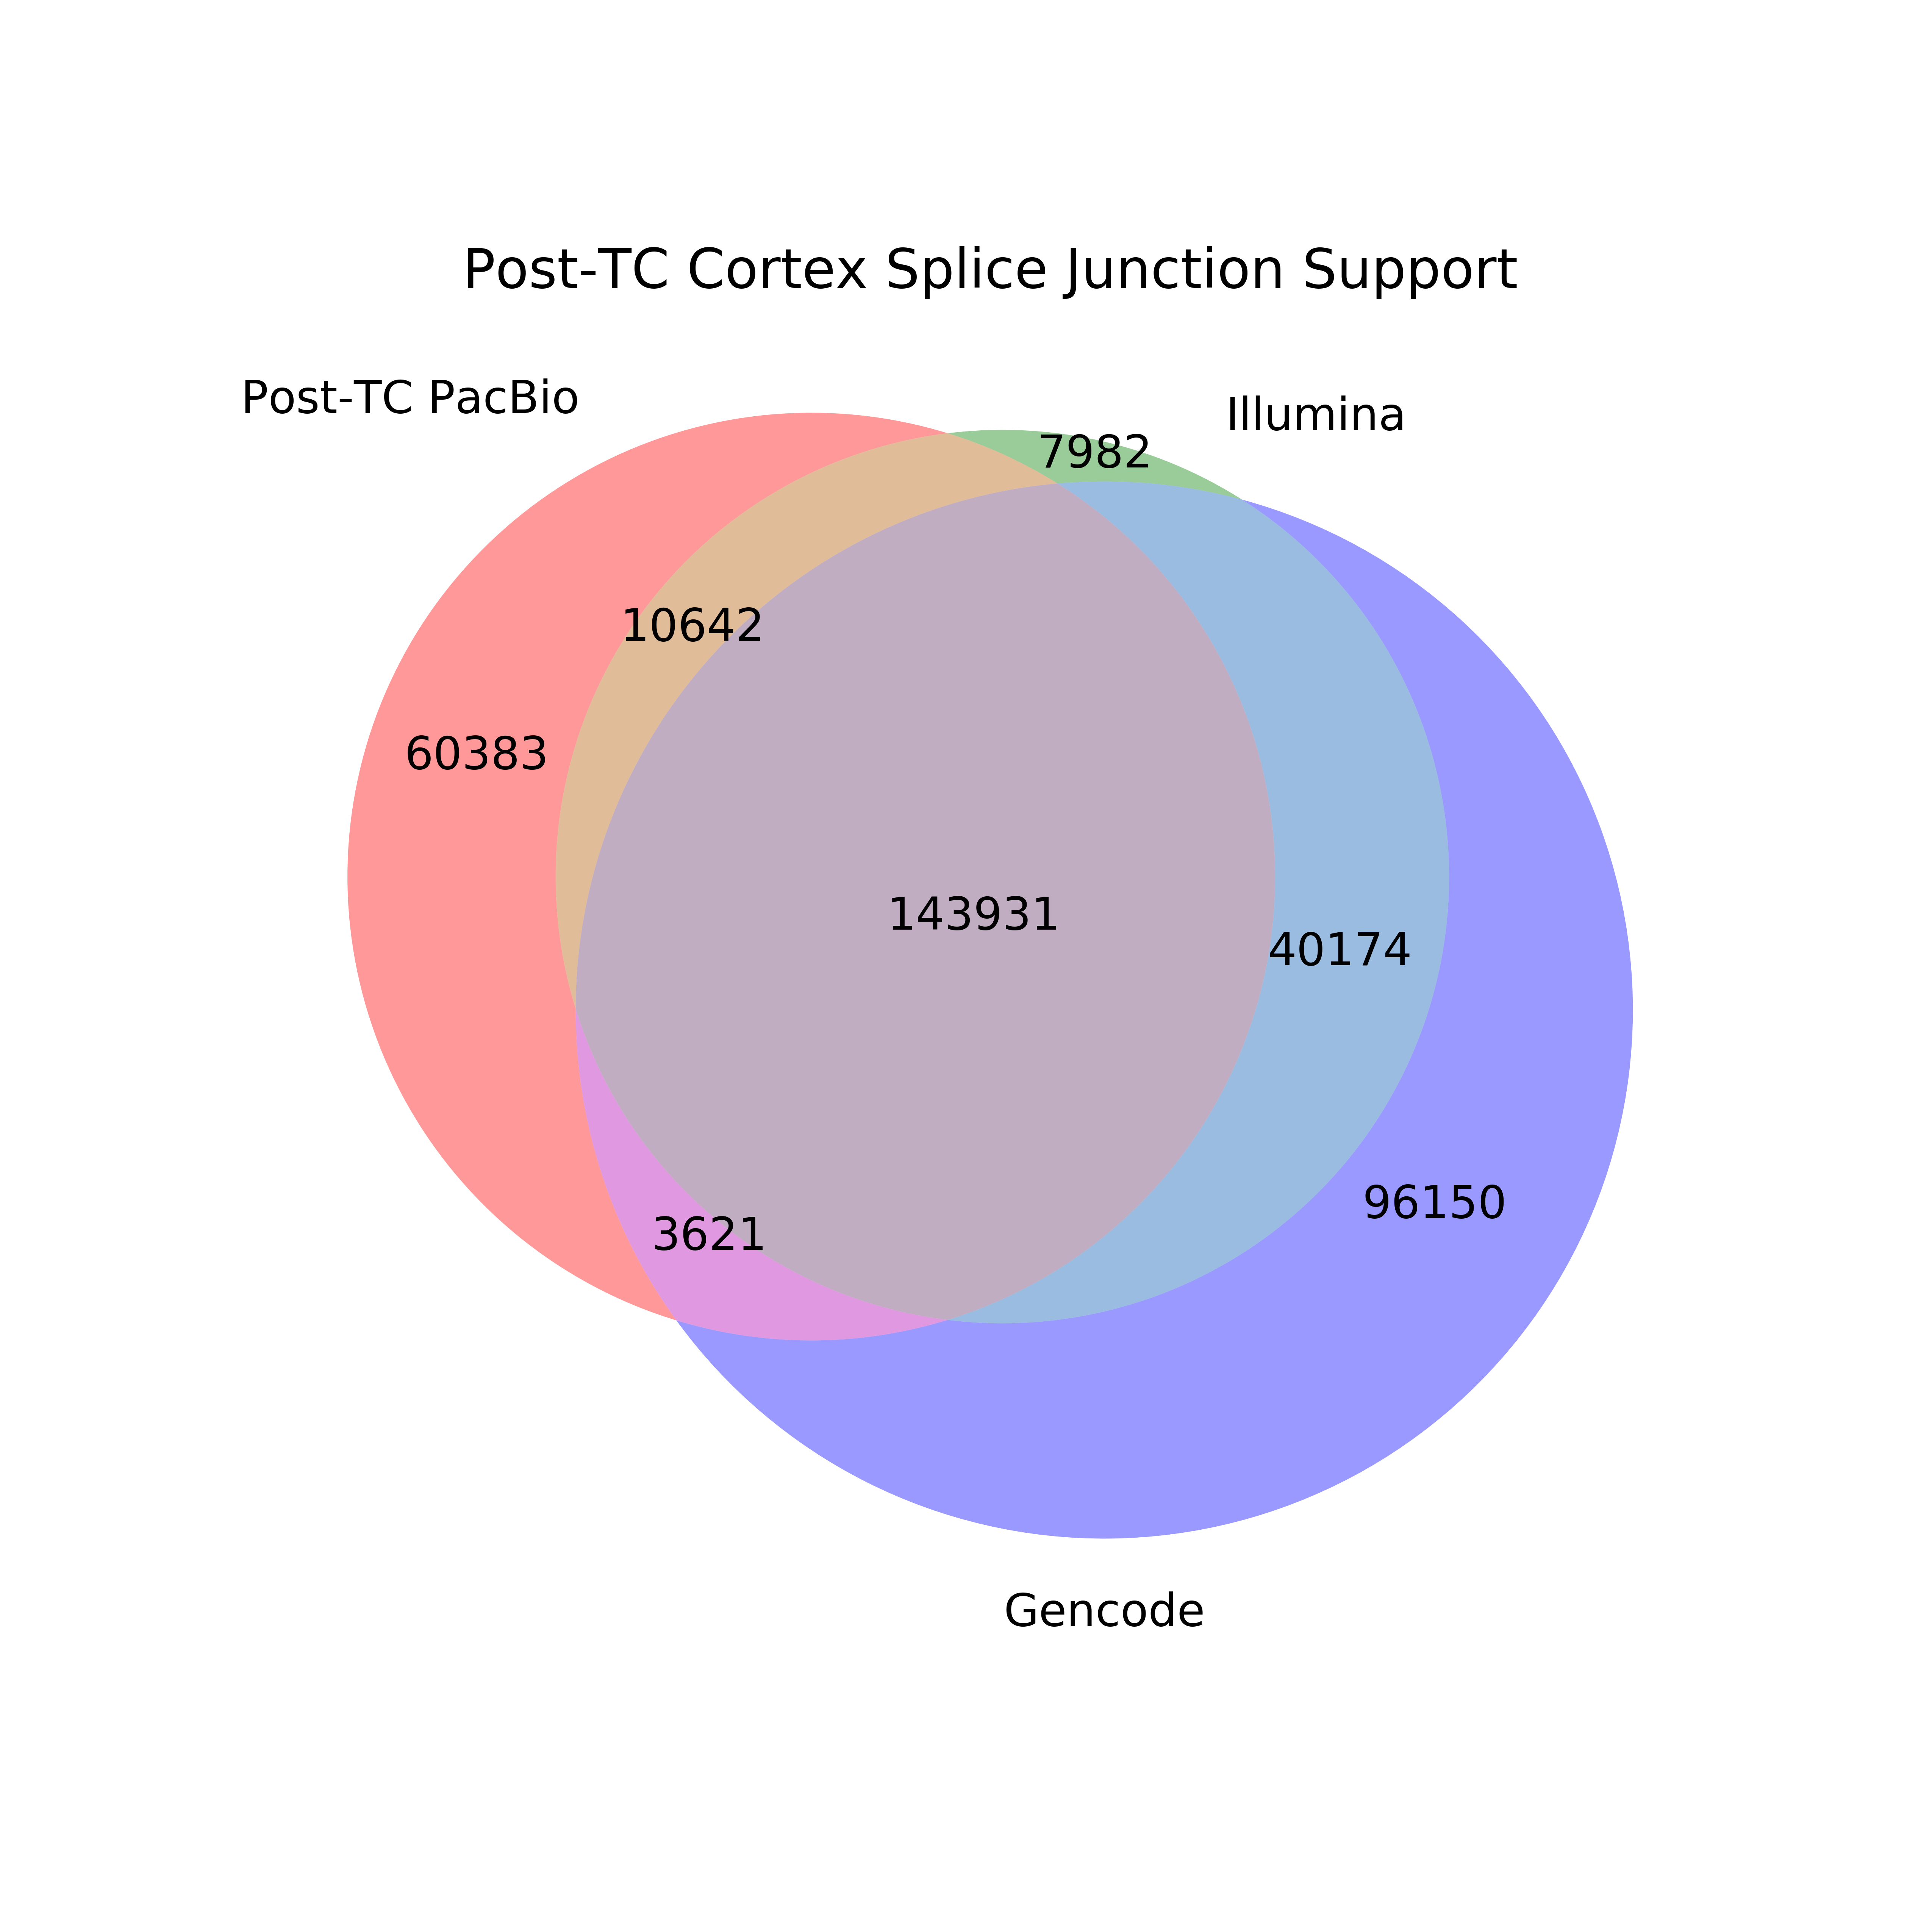 Post-TC Cortex Splice Junction Support
Post-TC PacBio
Illumina
7982
10642
60383
143931
40174
96150
3621
Gencode